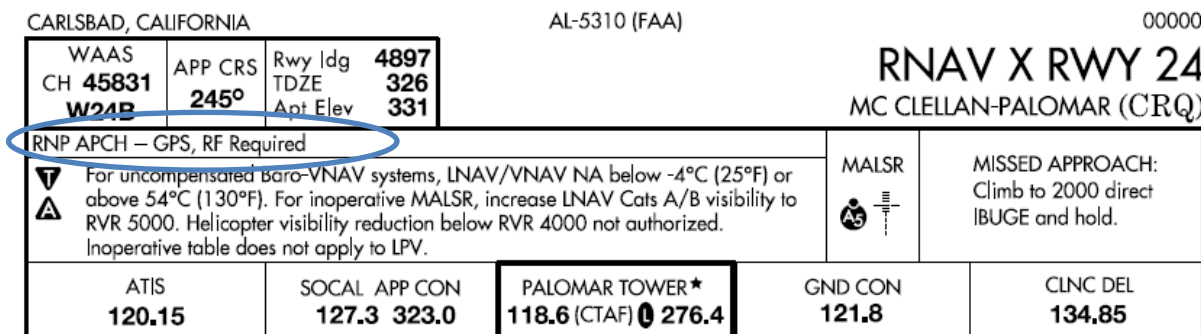 CARLSBAD, CALIFORNIA
AL-5310 (FAA)
00000
WAAS
CH 45831
W24B
APP CRS
245°
Rwy ldg 4897
TDZE 326
Apt Elev 331
RNAV X RWY 24
MC CLELLAN-PALOMAR (CRQ)
RNP APCH – GPS, RF Required
T
A
For uncompensated Baro-VNAV systems, LNAV/VNAV NA below -4°C (25°F) or
above 54°C (130°F). For inoperative MALSR, increase LNAV Cats A/B visibility to
RVR 5000. Helicopter visibility reduction below RVR 4000 not authorized.
Inoperative table does not apply to LPV.
MALSR
A5
MISSED APPROACH:
Climb to 2000 direct
IBUGE and hold.
ATIS
120.15
SOCAL APP CON
127.3 323.0
PALOMAR TOWER★
118.6 (CTAF) L 276.4
GND CON
121.8
CLNC DEL
134.85